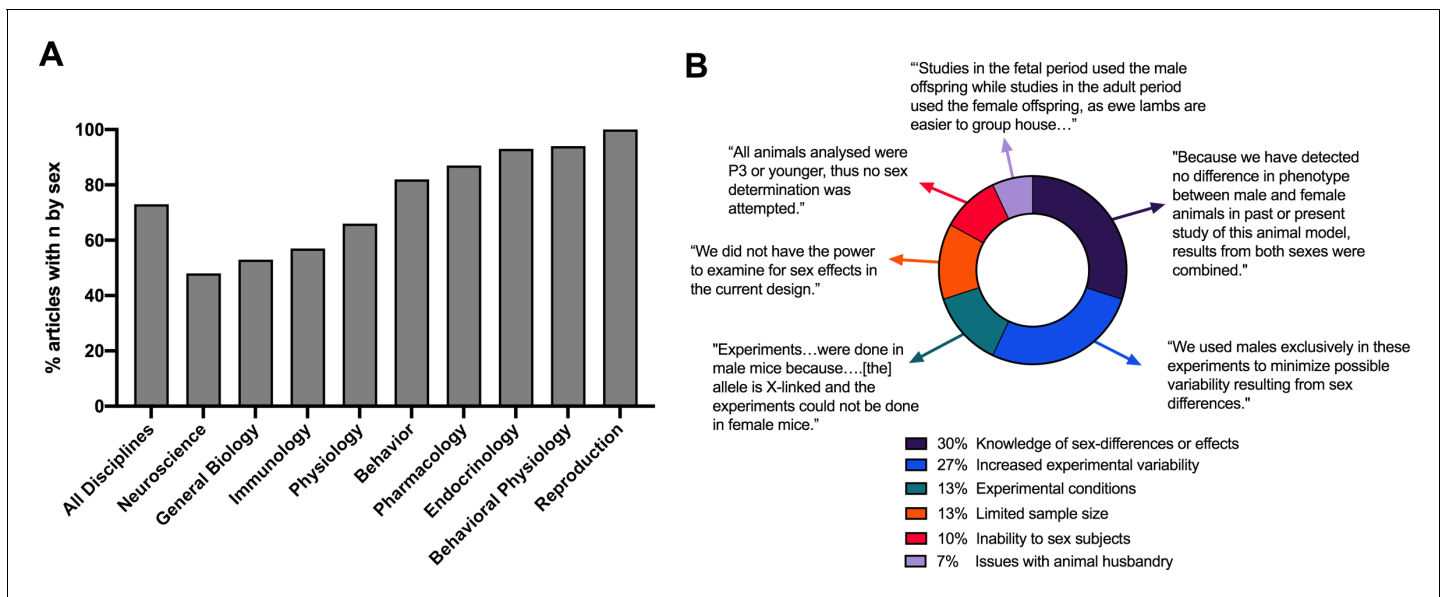 A
% articles with n by sex
100
80
60
40
20
0
All Disciplines
Neuroscience
General Biology
Immunology
Physiology
Behavior
Pharmacology
Endocrinology
Behavioral Physiology
Reproduction
B
“‘Studies in the fetal period used the male
offspring while studies in the adult period
used the female offspring, as ewe lambs are
easier to group house…”
“All animals analysed were
P3 or younger, thus no sex
determination was
attempted.”
"Because we have detected
no difference in phenotype
between male and female
animals in past or present
study of this animal model,
results from both sexes were
combined."
“We did not have the power
to examine for sex effects in
the current design.”
"Experiments…were done in
male mice because….[the]
allele is X-linked and the
experiments could not be done
in female mice.”
“We used males exclusively in these
experiments to minimize possible
variability resulting from sex
differences."
30% Knowledge of sex-differences or effects
27% Increased experimental variability
13% Experimental conditions
13% Limited sample size
10% Inability to sex subjects
7% Issues with animal husbandry